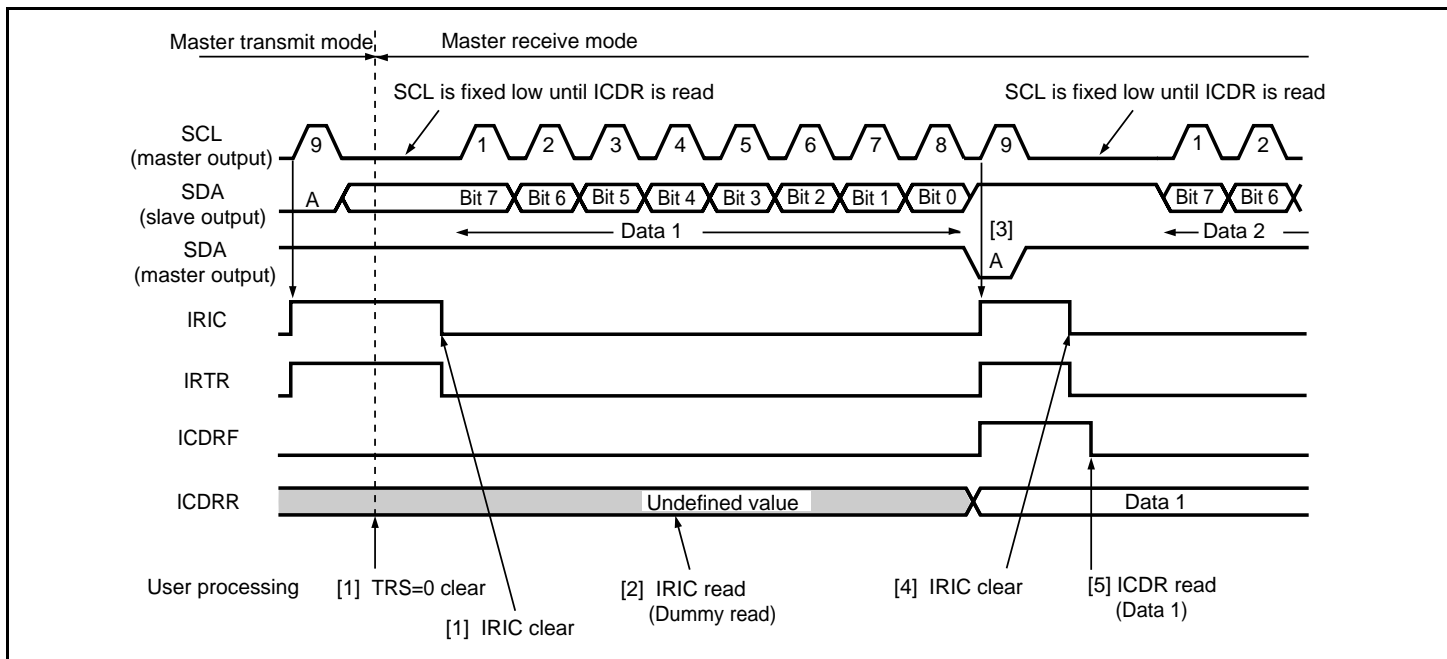 Master transmit mode
Master receive mode
SCL is fixed low until ICDR is read
SCL is fixed low until ICDR is read
SCL
(master output)
9 1 2 3 4 5 6 7 8 9 1 2
SDA
(slave output)
A Bit 7 Bit 6 Bit 5 Bit 4 Bit 3 Bit 2 Bit 1 Bit 0 Bit 7 Bit 6
Data 1
[3]
Data 2
SDA
(master output)
A
IRIC
IRTR
ICDRF
ICDRR
Undefined value
Data 1
User processing
[1] TRS=0 clear
[1] IRIC clear
[2] IRIC read
(Dummy read)
[4] IRIC clear
[5] ICDR read
(Data 1)